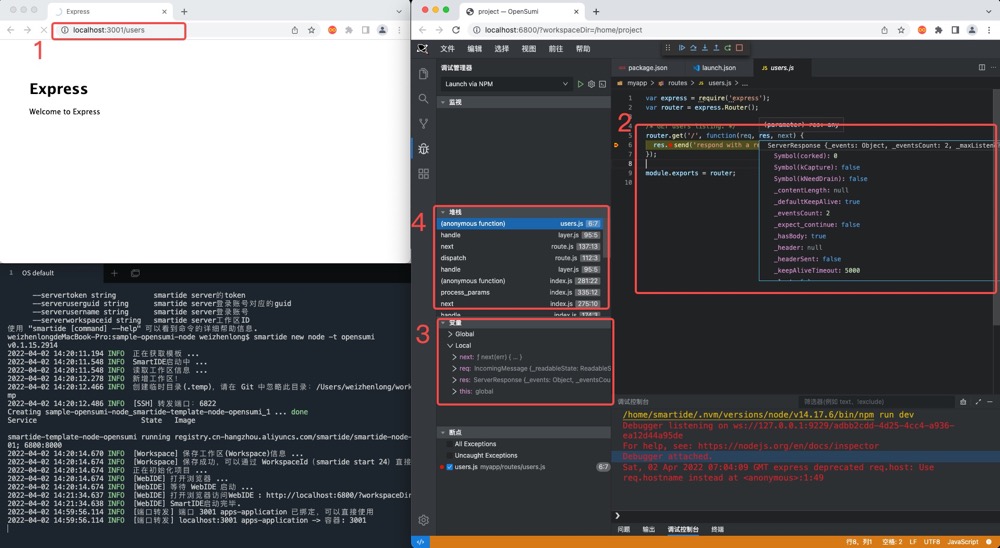 Express
localhost:3001/users
1
Express
Welcome to Express
1 OS default
--servertoken string smartide server的token
--serveruserguid string smartide server登录账号对应的guid
--serverusername string smartide server登录账号
--serverworkspaceid string smartide server工作区ID
使用 "smartide [command] --help" 可以看到命令的详细帮助信息.
weizhenlongdeMacBook-Pro:sample-opensumi-node weizhenlong$ smartide new node -t opensumi
v0.1.15.2914
2022-04-02 14:20:11.194 INFO 正在获取模板 ...
2022-04-02 14:20:11.548 INFO SmartIDE启动中 ...
2022-04-02 14:20:11.548 INFO 读取工作区信息 ...
2022-04-02 14:20:12.278 INFO 新增工作区!
2022-04-02 14:20:12.466 INFO 创建临时目录(.temp), 请在 Git 中忽略此目录: /Users/weizhenlong/work
mp
2022-04-02 14:20:12.486 INFO [SSH] 转发端口: 6822
Creating sample-opensumi-node_smartide-template-node-opensumi_1 ... done
Service State Image
smartide-template-node-opensumi running registry.cn-hangzhou.aliyuncs.com/smartide/smartide-node-
01; 6800:8000
2022-04-02 14:20:14.670 INFO [Workspace] 保存工作区(Workspace)信息 ...
2022-04-02 14:20:14.674 INFO [Workspace] 保存成功, 可以通过 WorkspaceId (smartide start 24) 直接
2022-04-02 14:20:14.674 INFO 正在初始化项目 ...
2022-04-02 14:20:14.674 INFO [WebIDE] 打开浏览器 ...
2022-04-02 14:20:14.674 INFO [WebIDE] 等待 WebIDE 启动 ...
2022-04-02 14:21:34.637 INFO [WebIDE] 打开浏览器访问WebIDE : http://localhost:6800/?workspaceDir
2022-04-02 14:21:34.638 INFO [WebIDE] SmartIDE启动完毕.
2022-04-02 14:59:56.114 INFO [端口转发] 端口 3001 apps-application 已绑定, 可以直接使用
2022-04-02 14:59:56.114 INFO [端口转发] localhost:3001 apps-application -> 容器: 3001
project — OpenSumi
localhost:6800/?workspaceDir=/home/project
文件 编辑 选择 视图 前往 帮助
调试管理器
Launch via NPM
监视
4
堆栈
(anonymous function) users.js 6:7
handle layer.js 95:5
next route.js 137:13
dispatch route.js 112:3
handle layer.js 95:5
(anonymous function) index.js 281:22
process_params index.js 335:12
next index.js 275:10
handle index.js 174:3
3
变量
Global
Local
next: ƒ next(err) { … }
req: IncomingMessage {_readableState: ReadableS
res: ServerResponse {_events: Object, _eventsCou
this: global
断点
All Exceptions
Uncaught Exceptions
users.js myapp/routes/users.js 6:7
package.json launch.json users.js
myapp routes users.js ...
2
1 var express = require('express');
2 var router = express.Router();
4 /* GET users listing. */
5 router.get('/', function(req, res, next) {
6 res.send('respond with a re
7 });
8
9 module.exports = router;
10
(parameter) res: any
ServerResponse {_events: Object, _eventsCount: 2, _maxListen
Symbol(corked): 0
Symbol(kCapture): false
Symbol(kNeedDrain): false
_contentLength: null
_defaultKeepAlive: true
_eventsCount: 2
_expect_continue: false
_hasBody: true
_header: null
_headerSent: false
_keepAliveTimeout: 5000
调试控制台
筛选器(例如 text、!exclude)
/home/smartide/.nvm/versions/node/v14.17.6/bin/npm run dev
Debugger listening on ws://127.0.0.1:9229/adbb2cdd-4d25-4cc4-a936-
ea12d44a95de
For help, see: https://nodejs.org/en/docs/inspector
Debugger attached.
Sat, 02 Apr 2022 07:04:09 GMT express deprecated req.host: Use
req.hostname instead at <anonymous>:1:49
问题 输出 调试控制台 终端
行8, 列1 空格: 2 LF UTF8 JavaScript